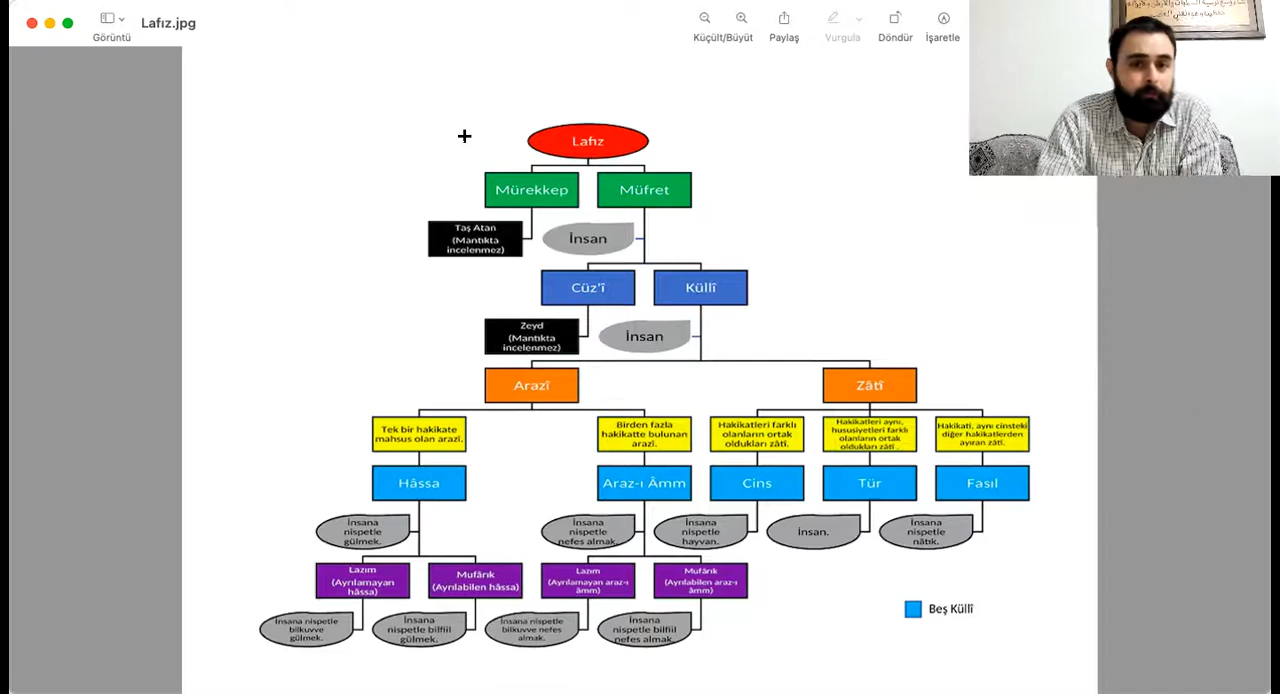 Görüntü
Lafız.jpg
Küçült/Büyüt
Paylaş
Vurgula
Döndür
İşaretle
Lafız
Mürekkep
Müfret
Taş Atan
(Mantıkta
incelenmez)
İnsan
Cüz'î
Küllî
Zeyd
(Mantıkta
incelenmez)
İnsan
Arazî
Zâtî
Tek bir hakikate
mahsus olan arazî.
Birden fazla
hakikatte bulunan
arazî.
Hakikatleri farklı
olanların ortak
oldukları zâtî.
Hakikatleri aynı,
hususiyetleri farklı
olanların ortak
oldukları zâtî .
Hakikati, aynı cinsteki
diğer hakikatlerden
ayıran zâtî.
Hâssa
Araz-ı Âmm
Cins
Tür
Fasıl
İnsana
nispetle
gülmek.
İnsana
nispetle
nefes almak.
İnsana
nispetle
hayvan.
İnsan.
İnsana
nispetle
nâtık.
Lazım
(Ayrılamayan
hâssa)
Mufârık
(Ayrılabilen hâssa)
Lazım
(Ayrılamayan araz-ı
âmm)
Mufârık
(Ayrılabilen araz-ı
âmm)
İnsana nispetle
bilkuvve
gülmek.
İnsana
nispetle bilfiil
gülmek.
İnsana nispetle
bilkuvve nefes
almak.
İnsana
nispetle bilfiil
nefes almak.
Beş Küllî